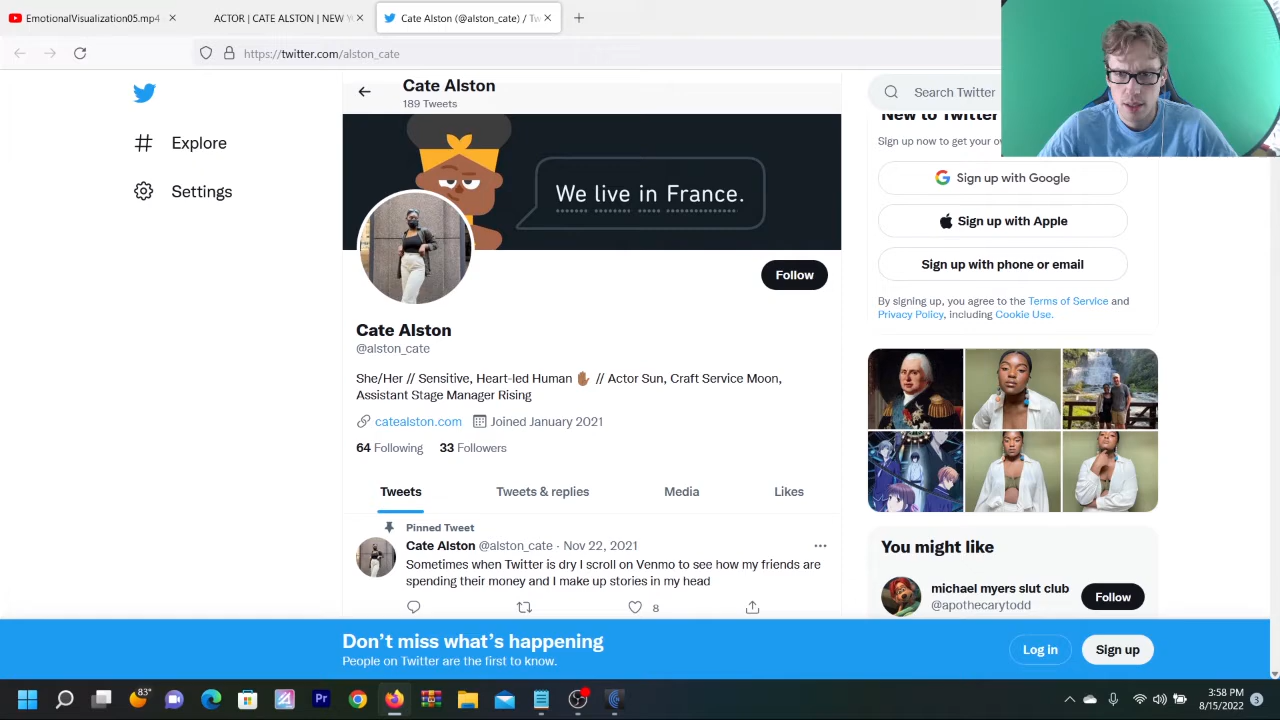 EmotionalVisualization05.mp4
ACTOR | CATE ALSTON | NEW Y
Cate Alston (@alston_cate) / Tw
https://twitter.com/alston_cate
Cate Alston
189 Tweets
Explore
Settings
We live in France.
Follow
Cate Alston
@alston_cate
She/Her // Sensitive, Heart-led Human ✋🏾 // Actor Sun, Craft Service Moon,
Assistant Stage Manager Rising
catealston.com Joined January 2021
64 Following 33 Followers
Tweets Tweets & replies Media Likes
Pinned Tweet
Cate Alston @alston_cate · Nov 22, 2021
Sometimes when Twitter is dry I scroll on Venmo to see how my friends are
spending their money and I make up stories in my head
8
Search Twitter
New to Twitter
Sign up now to get your ow
Sign up with Google
Sign up with Apple
Sign up with phone or email
By signing up, you agree to the Terms of Service and
Privacy Policy, including Cookie Use.
You might like
michael myers slut club
@apothecarytodd
Follow
Don't miss what's happening
People on Twitter are the first to know.
Log in
Sign up
83°
Pr
3:58 PM
8/15/2022
3